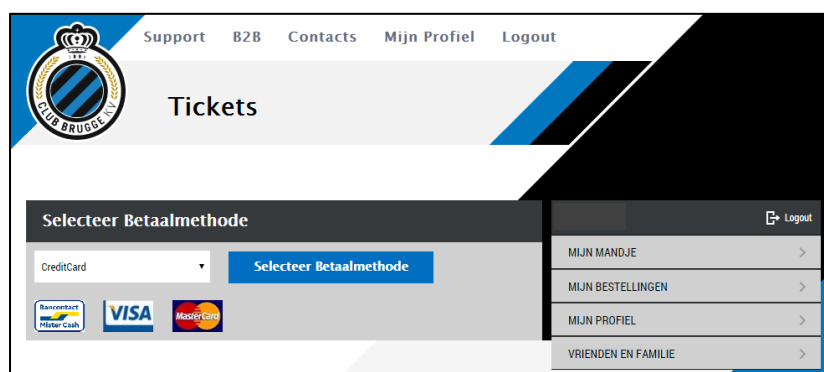 Support B2B Contacts Mijn Profiel Logout
1891
CLUB BRUGGE KV
Tickets
Selecteer Betaalmethode
CreditCard
Selecteer Betaalmethode
Bancontact
Mister Cash
VISA
MasterCard
Logout
MIJN MANDJE
MIJN BESTELLINGEN
MIJN PROFIEL
VRIENDEN EN FAMILIE